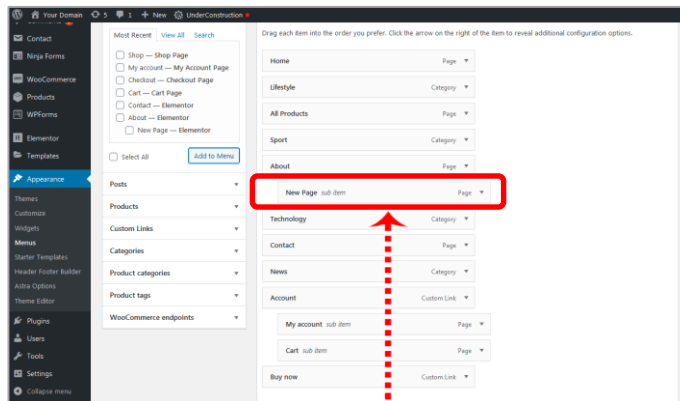 Your Domain 5 1 + New UnderConstruction
Contact
Ninja Forms
WooCommerce
Products
WPForms
Elementor
Templates
Appearance
Themes
Customize
Widgets
Menus
Starter Templates
Header Footer Builder
Astra Options
Theme Editor
Plugins
Users
Tools
Settings
Collapse menu
Most Recent View All Search
Shop — Shop Page
My account — My Account Page
Checkout — Checkout Page
Cart — Cart Page
Contact — Elementor
About — Elementor
New Page — Elementor
Select All Add to Menu
Posts
Products
Custom Links
Categories
Product categories
Product tags
WooCommerce endpoints
Drag each item into the order you prefer. Click the arrow on the right of the item to reveal additional configuration options.
Home Page
Lifestyle Category
All Products Page
Sport Category
About Page
New Page sub item Page
Technology Category
Contact Page
News Category
Account Custom Link
My account sub item Page
Cart sub item Page
Buy now Custom Link